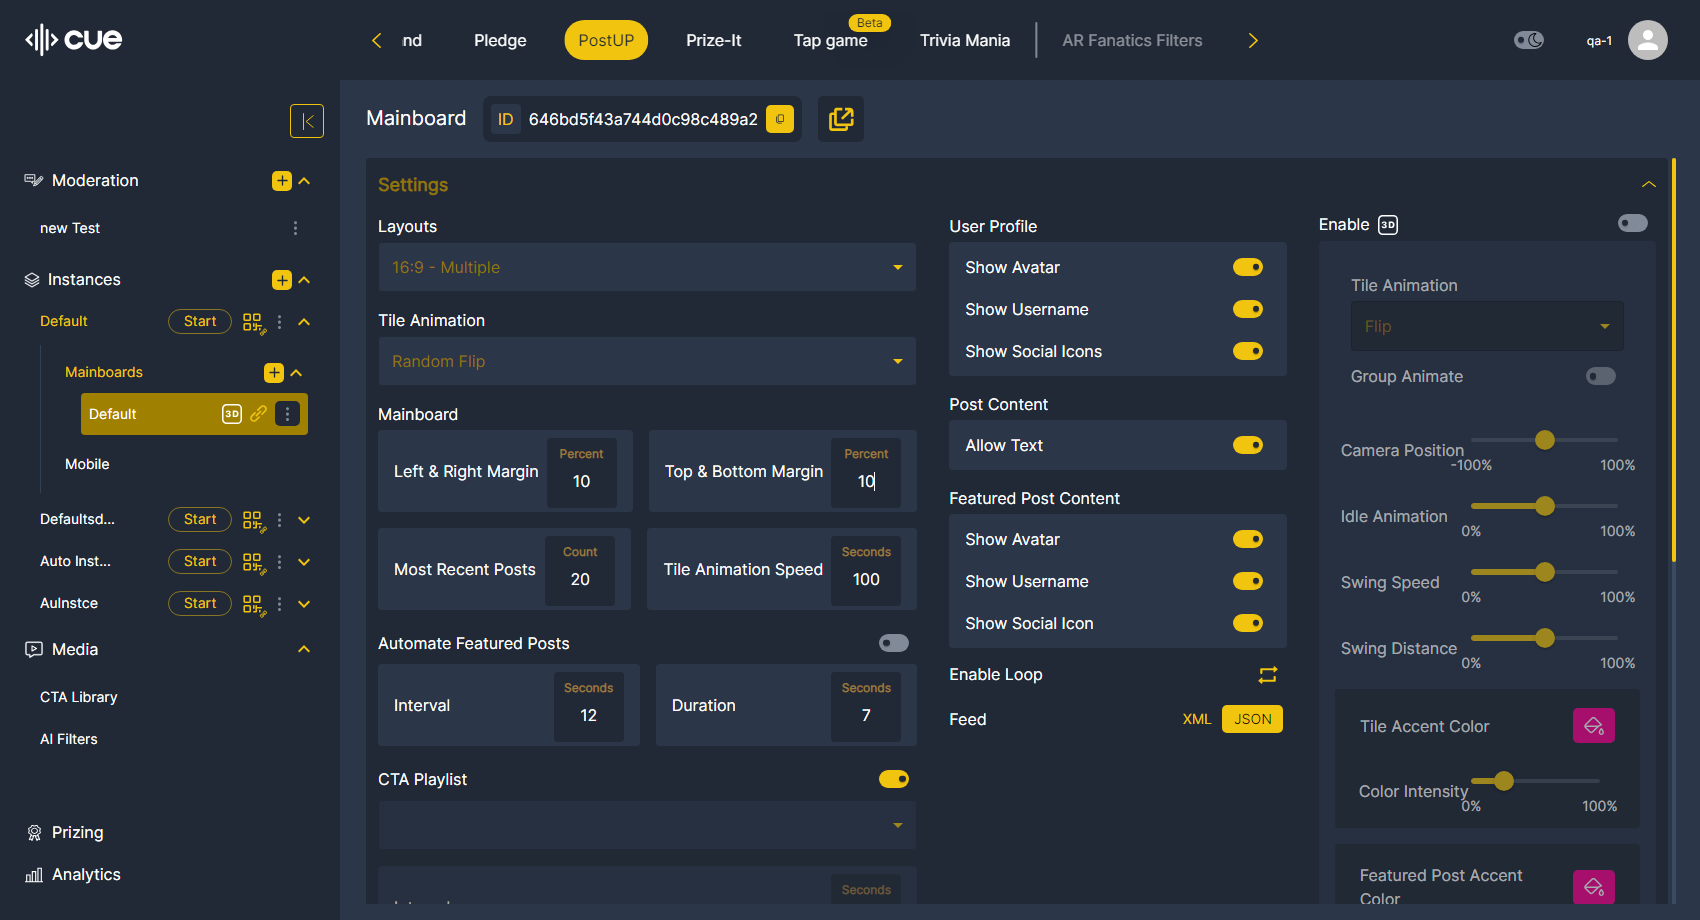 cue
nd
Pledge
PostUP
Prize-It
Beta
Tap game
Trivia Mania
AR Fanatics Filters
qa-1
Moderation
new Test
Instances
Default
Start
Mainboards
Default
3D
Mobile
Defaultsd...
Start
Auto Inst...
Start
AuInstce
Start
Media
CTA Library
AI Filters
Prizing
Analytics
Mainboard
ID 646bd5f43a744d0c98c489a2
Settings
Layouts
16:9 - Multiple
Tile Animation
Random Flip
Mainboard
Left & Right Margin
Percent
10
Top & Bottom Margin
Percent
10
Most Recent Posts
Count
20
Tile Animation Speed
Seconds
100
Automate Featured Posts
Interval
Seconds
12
Duration
Seconds
7
CTA Playlist
Seconds
User Profile
Show Avatar
Show Username
Show Social Icons
Post Content
Allow Text
Featured Post Content
Show Avatar
Show Username
Show Social Icon
Enable Loop
Feed
XML
JSON
Enable 3D
Tile Animation
Flip
Group Animate
Camera Position
-100%
100%
Idle Animation
0%
100%
Swing Speed
0%
100%
Swing Distance
0%
100%
Tile Accent Color
Color Intensity
0%
100%
Featured Post Accent
Color